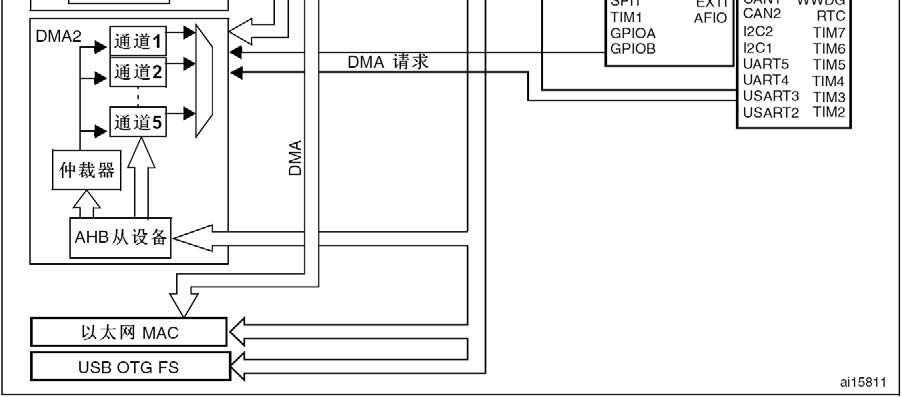 SPI1 EXTI
TIM1 AFIO
GPIOA
GPIOB
CAN1 WWDG
CAN2 RTC
I2C2 TIM7
I2C1 TIM6
UART5 TIM5
UART4 TIM4
USART3 TIM3
USART2 TIM2
DMA2
通道1
通道2
通道5
仲裁器
AHB从设备
DMA 请求
DMA
以太网 MAC
USB OTG FS
ai15811